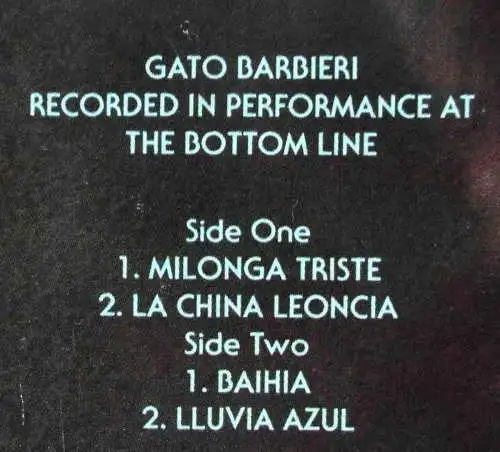 GATO BARBIERI
RECORDED IN PERFORMANCE AT
THE BOTTOM LINE
Side One
1. MILONGA TRISTE
2. LA CHINA LEONCIA
Side Two
1. BAIHIA
2. LLUVIA AZUL